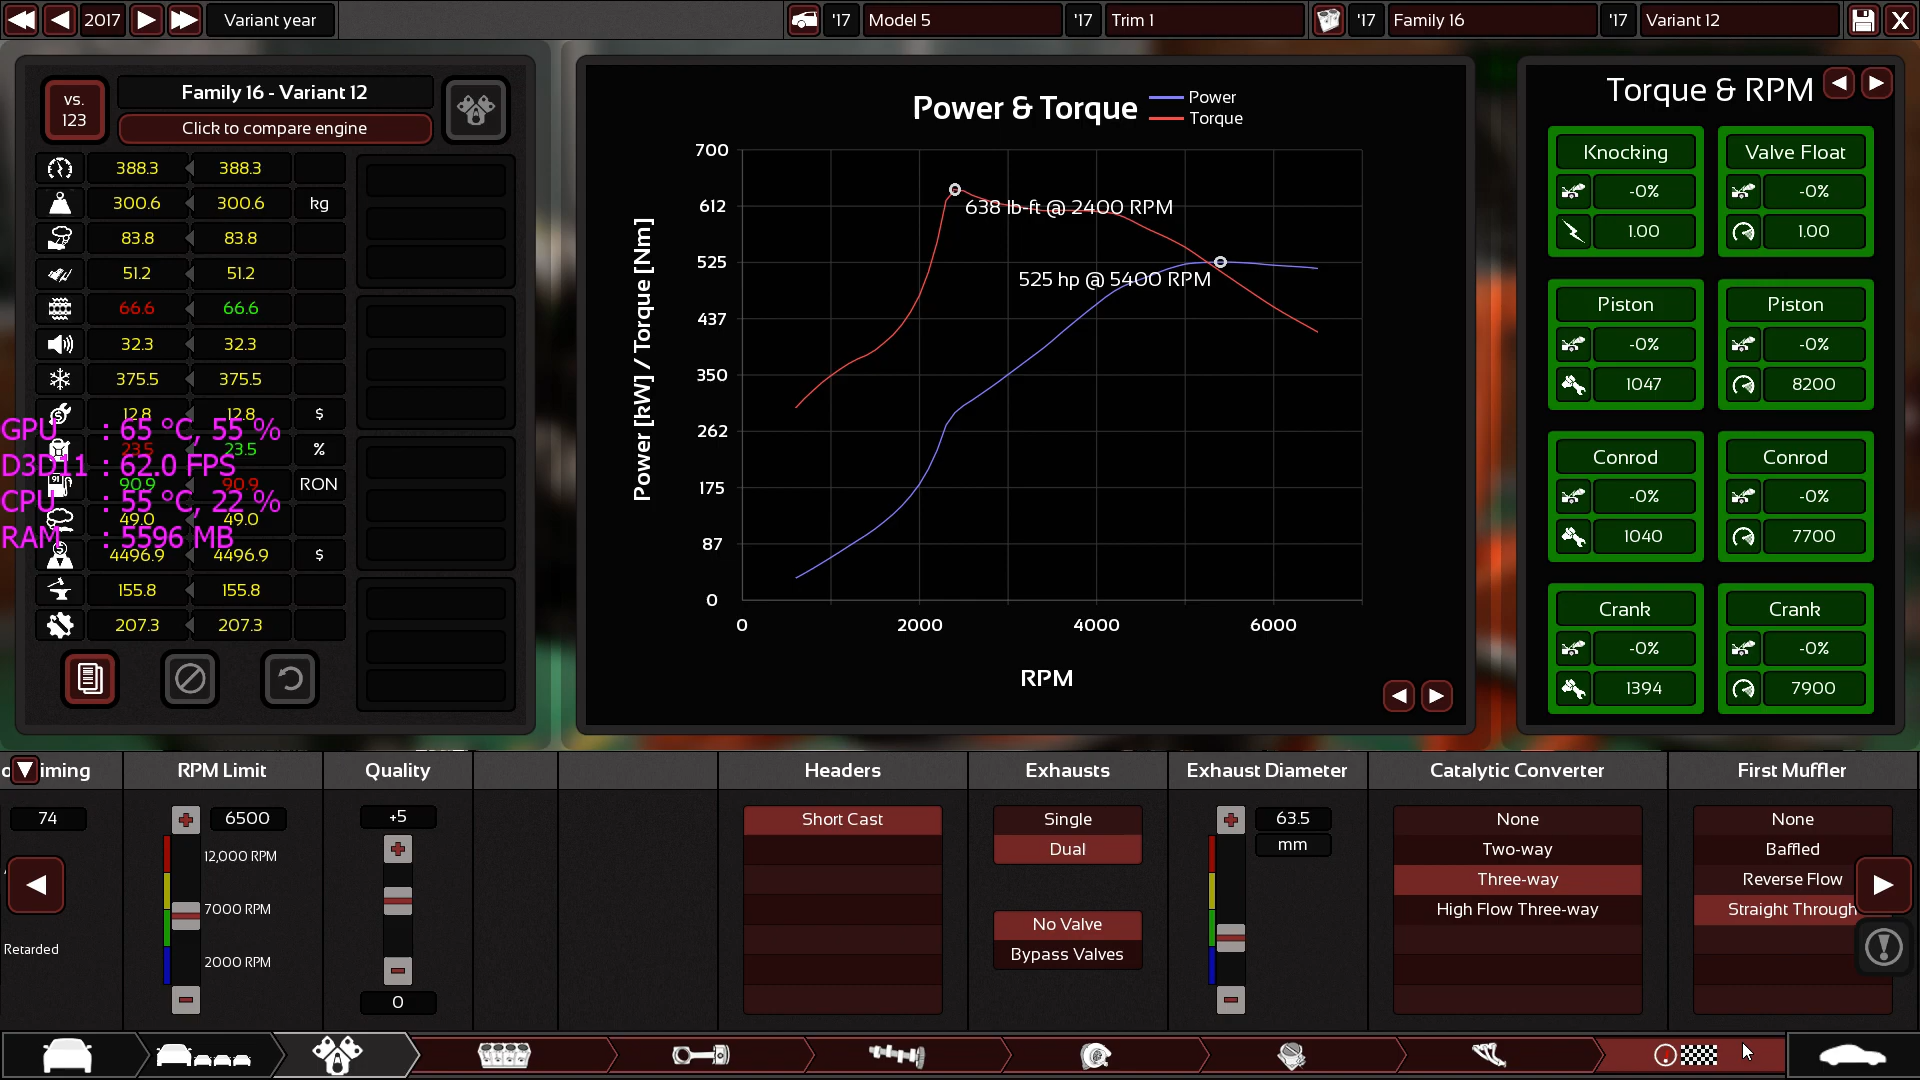 2017
Variant year
'17
Model 5
'17
Trim 1
'17
Family 16
'17
Variant 12
X
vs.
123
Family 16 - Variant 12
Click to compare engine
388.3 388.3
300.6 300.6 kg
83.8 83.8
51.2 51.2
66.6 66.6
32.3 32.3
375.5 375.5
12.8 12.8 $
23.5 23.5 %
90.9 90.9 RON
49.0 49.0
4496.9 4496.9 $
155.8 155.8
207.3 207.3
GPU : 65 °C, 55 %
D3D11 : 62.0 FPS
CPU : 55 °C, 22 %
RAM : 5596 MB
Power & Torque
Power
Torque
Power [kW] / Torque [Nm]
700
612
525
437
350
262
175
87
0
638 lb-ft @ 2400 RPM
525 hp @ 5400 RPM
0 2000 4000 6000
RPM
Torque & RPM
Knocking Valve Float
-0% -0%
1.00 1.00
Piston Piston
-0% -0%
1047 8200
Conrod Conrod
-0% -0%
1040 7700
Crank Crank
-0% -0%
1394 7900
iming
74
Retarded
RPM Limit
6500
12,000 RPM
7000 RPM
2000 RPM
Quality
+5
0
Headers
Short Cast
Exhausts
Single
Dual
No Valve
Bypass Valves
Exhaust Diameter
63.5
mm
Catalytic Converter
None
Two-way
Three-way
High Flow Three-way
First Muffler
None
Baffled
Reverse Flow
Straight Through